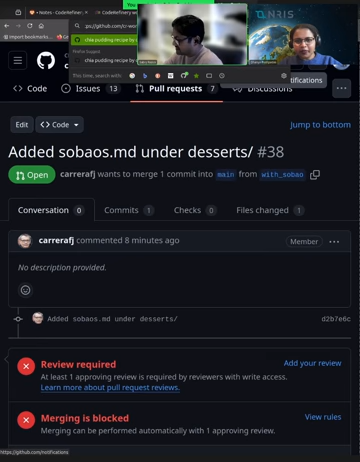 + Notes - CodeRefinery
CodeRefinery w
Import bookmarks...
chia pudding recipe by c
chia pudding recipe by
This time, search with:
NRIS
notifications
Code
Issues 13
Pull requests 7
Discussions
Edit
Code
Jump to bottom
Added sobaos.md under desserts/ #38
Open
carrerafj wants to merge 1 commit into main from with_sobao
Conversation 0
Commits 1
Checks 0
Files changed 1
carrerafj commented 8 minutes ago
Member
No description provided.
Added sobaos.md under desserts/
d2b7e6c
Review required
Add your review
At least 1 approving review is required by reviewers with write access.
Learn more about pull request reviews.
Merging is blocked
View rules
Merging can be performed automatically with 1 approving review.
https://github.com/notifications